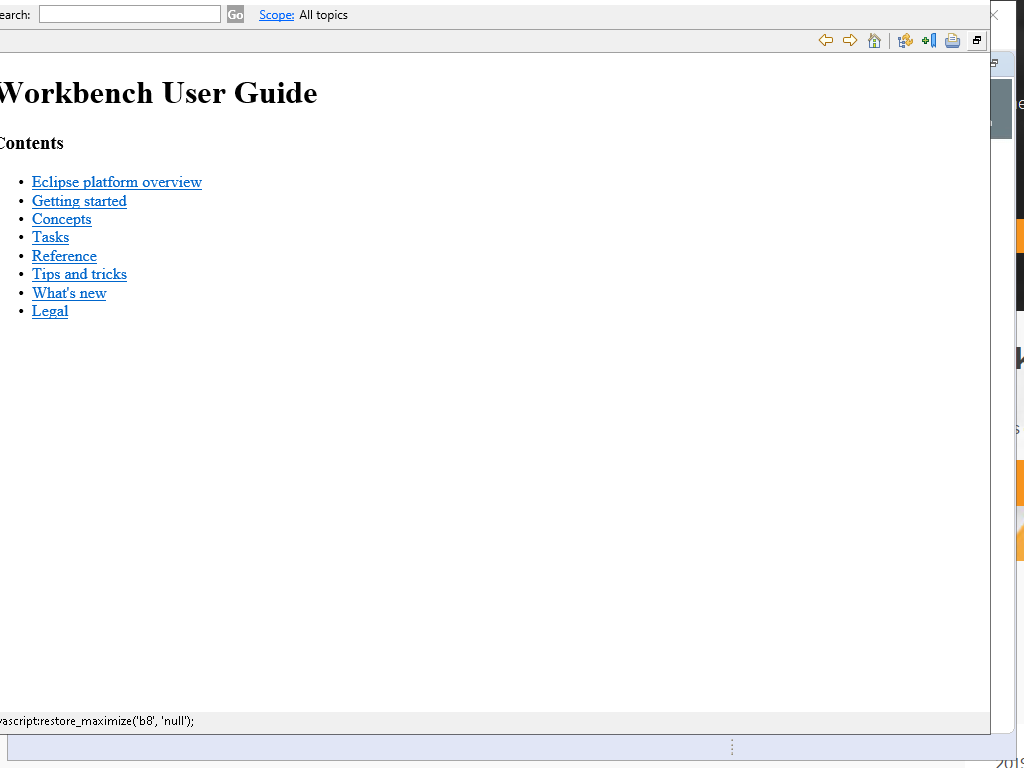 earch:
Go
Scope: All topics
Workbench User Guide
Contents
• Eclipse platform overview
• Getting started
• Concepts
• Tasks
• Reference
• Tips and tricks
• What's new
• Legal
vascript:restore_maximize('b8', 'null');
2019